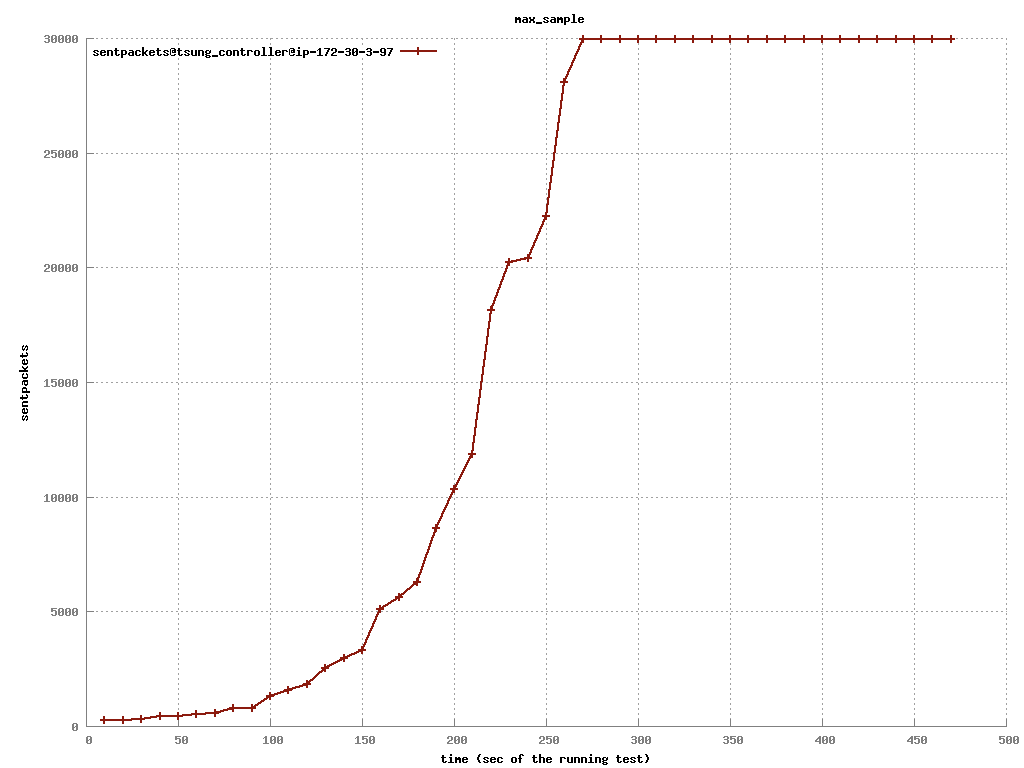 max_sample
sentpackets@tsung_controller@ip-172-30-3-97
30000
25000
20000
15000
10000
5000
0
sentpackets
0 50 100 150 200 250 300 350 400 450 500
time (sec of the running test)